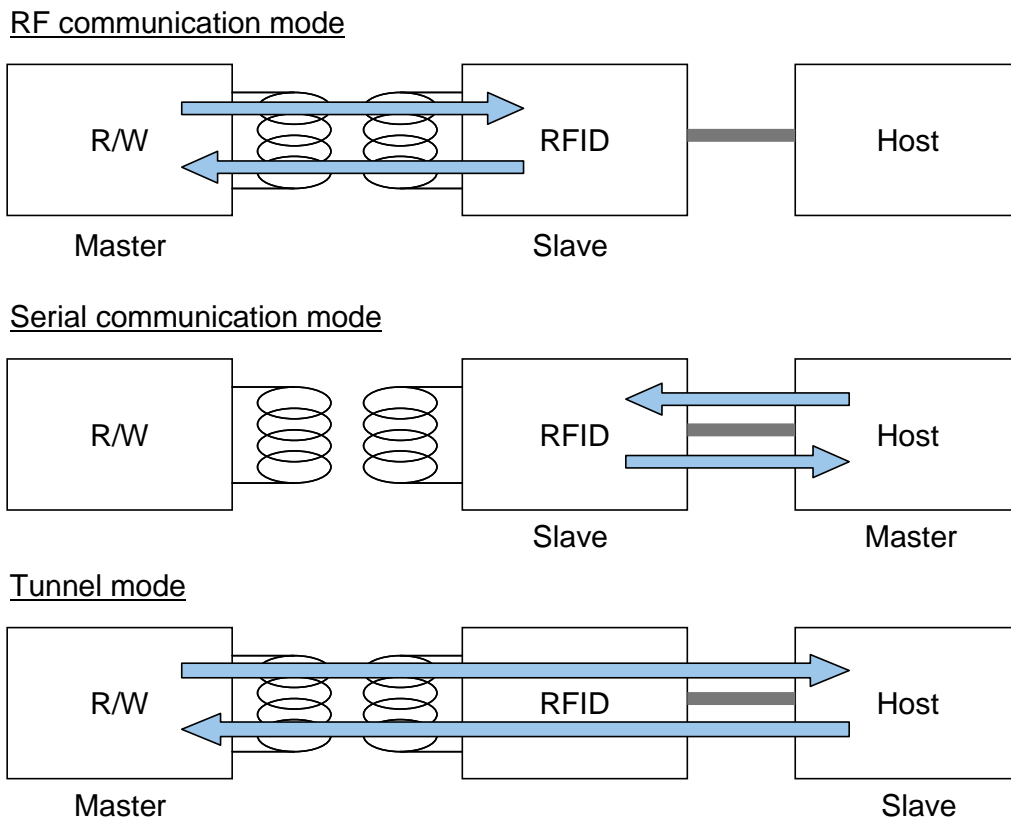 RF communication mode
R/W
RFID
Host
Master
Slave
Serial communication mode
R/W
RFID
Host
Slave
Master
Tunnel mode
R/W
RFID
Host
Master
Slave